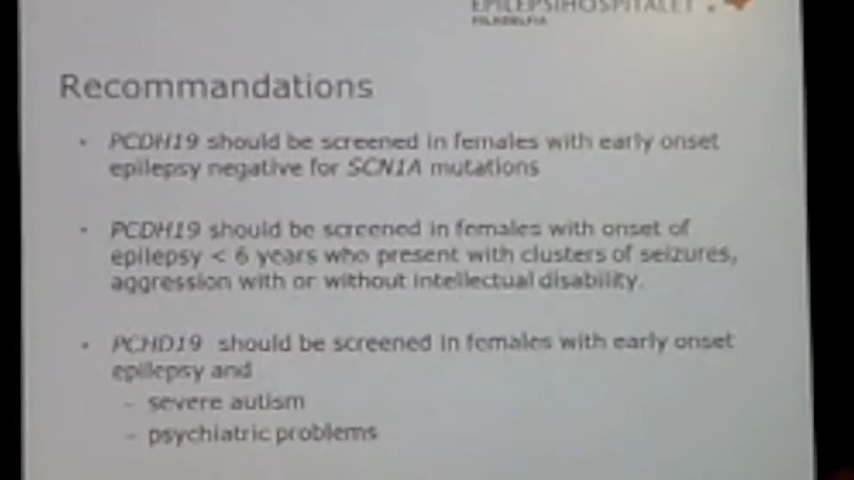 EPILEPSIHOSPITALET
FILADELFIA
Recommandations
• PCDH19 should be screened in females with early onset
epilepsy negative for SCN1A mutations
• PCDH19 should be screened in females with onset of
epilepsy < 6 years who present with clusters of seizures,
aggression with or without intellectual disability.
• PCHD19 should be screened in females with early onset
epilepsy and
- severe autism
- psychiatric problems